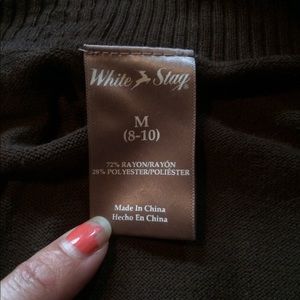 White Stag®
M
(8-10)
72% RAYON/RAYÓN
28% POLYESTER/POLIÉSTER
Made In China
Hecho En China